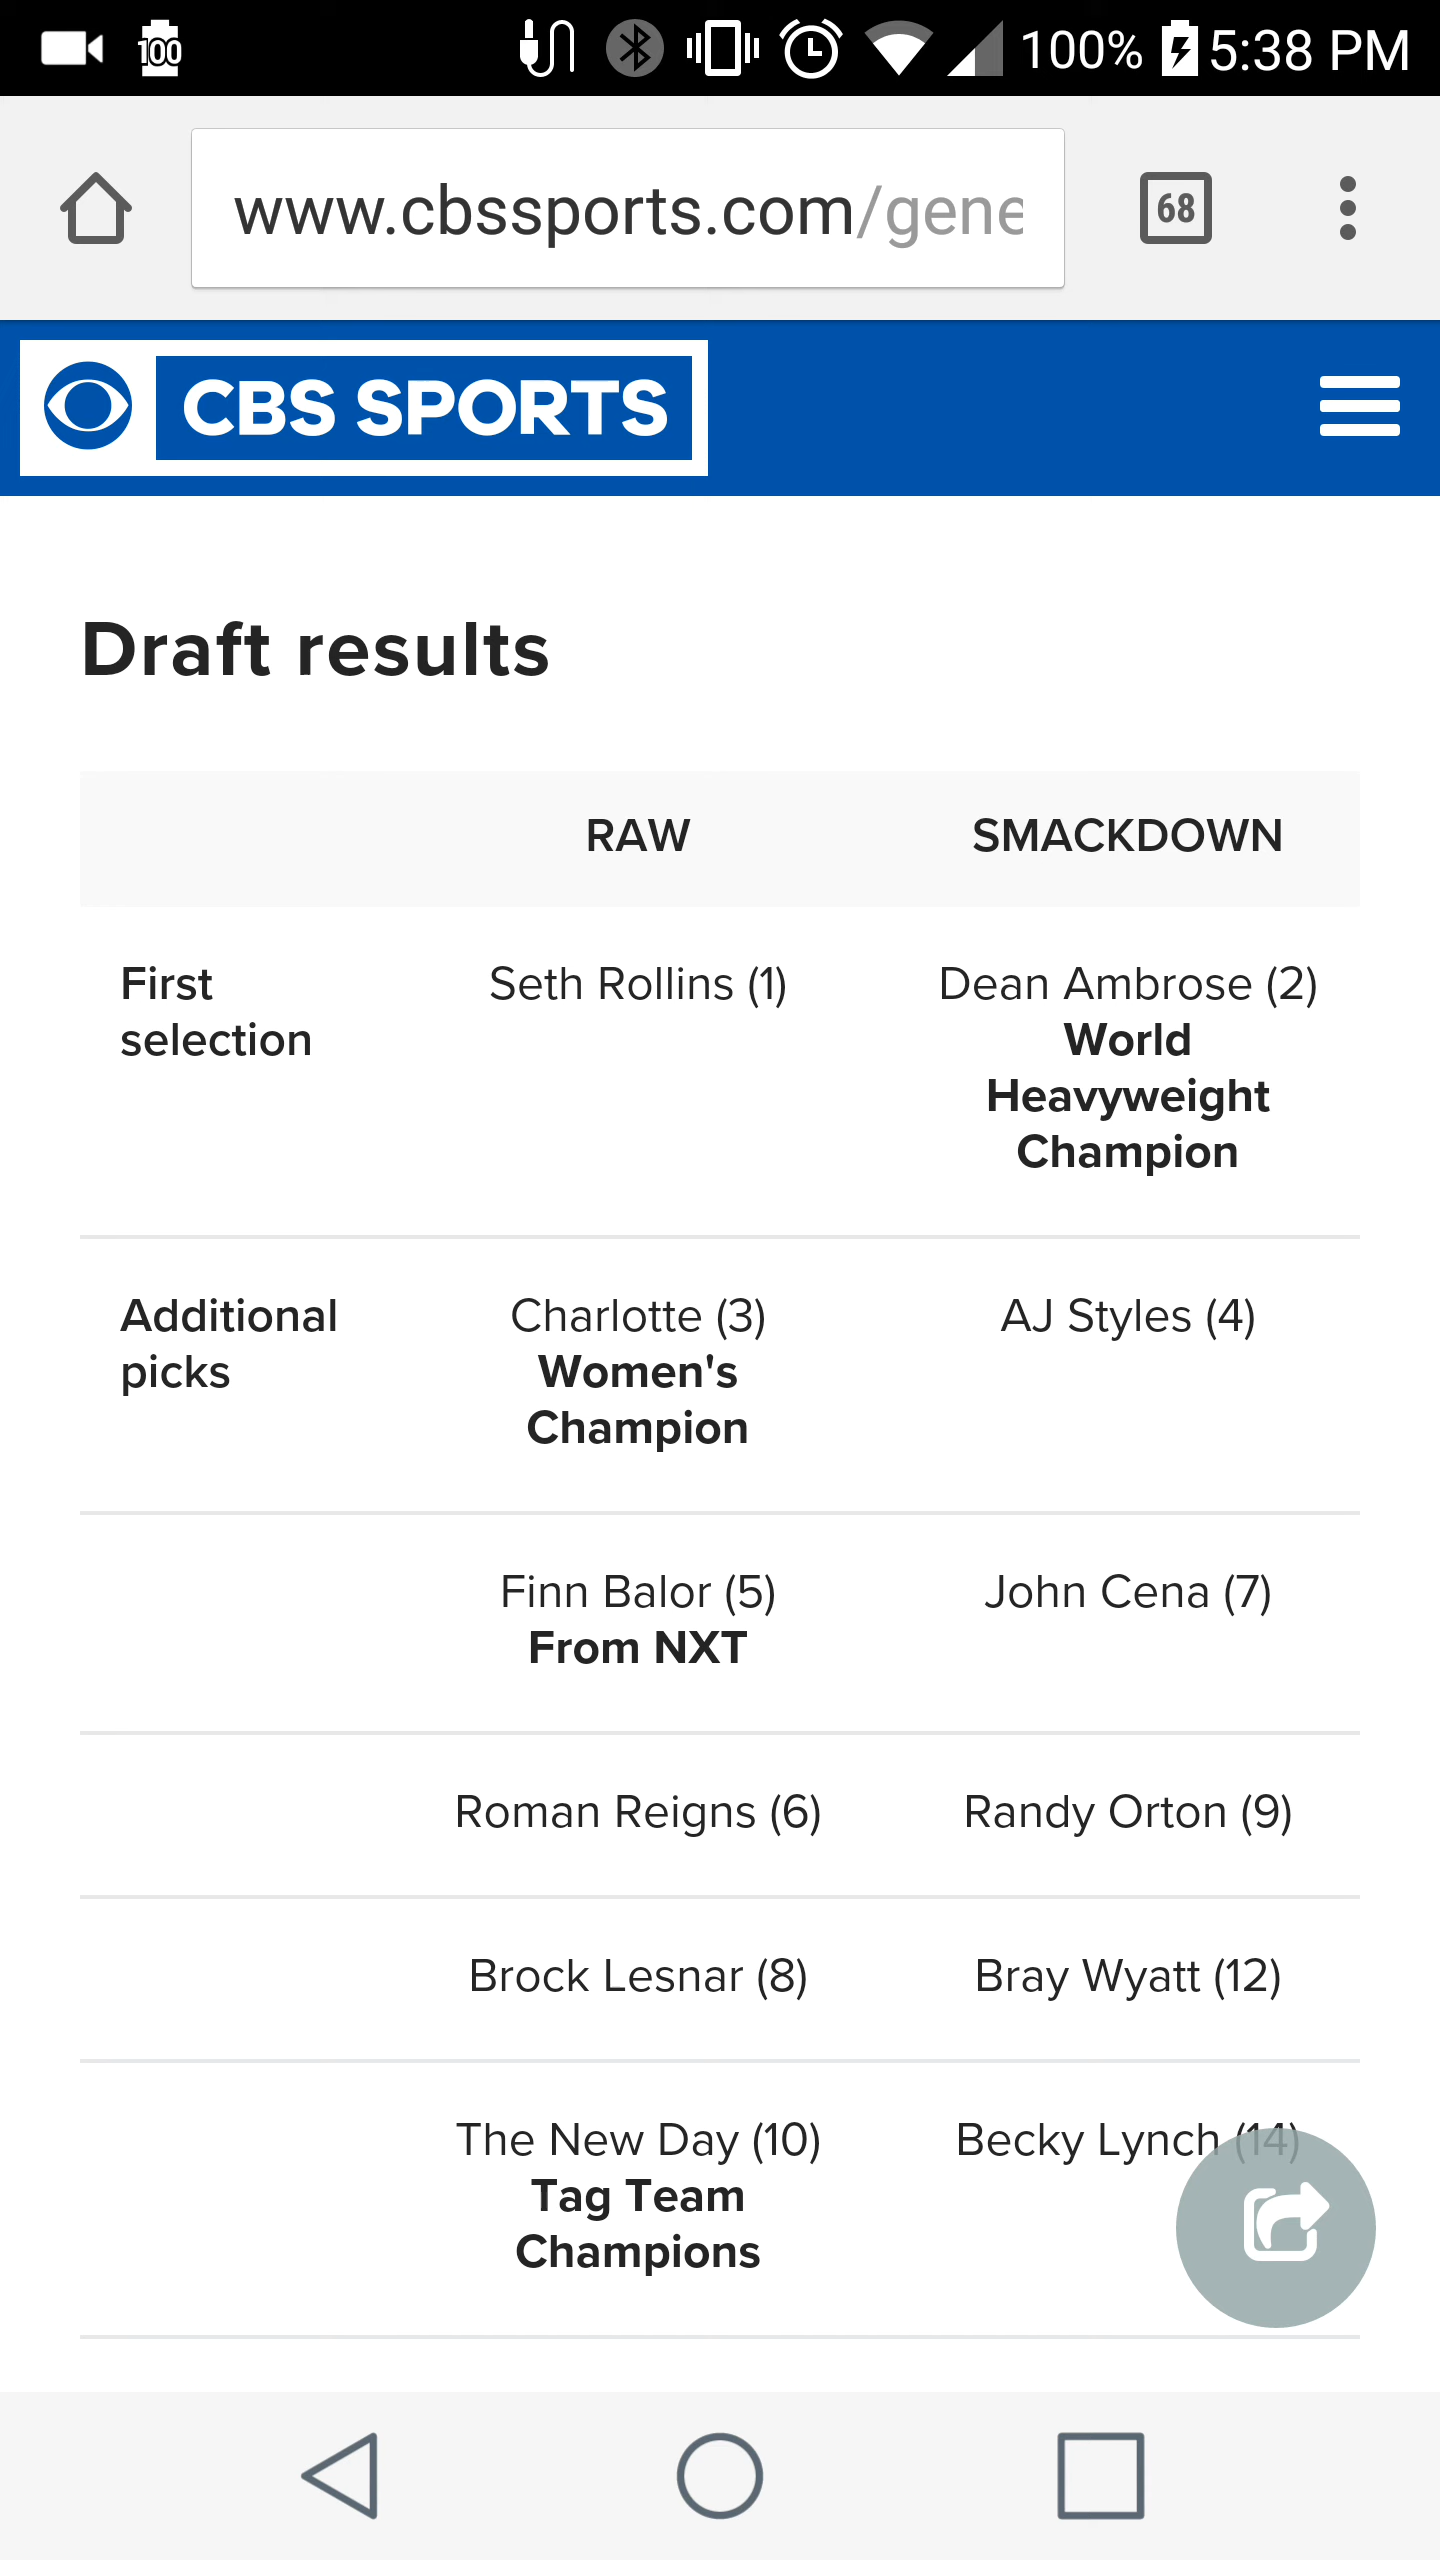 100 100% 5:38 PM
www.cbssports.com/gene 68
CBS SPORTS
Draft results
RAW SMACKDOWN
First Seth Rollins (1) Dean Ambrose (2)
selection World
Heavyweight
Champion
Additional Charlotte (3) AJ Styles (4)
picks Women's
Champion
Finn Balor (5) John Cena (7)
From NXT
Roman Reigns (6) Randy Orton (9)
Brock Lesnar (8) Bray Wyatt (12)
The New Day (10) Becky Lynch (14)
Tag Team
Champions